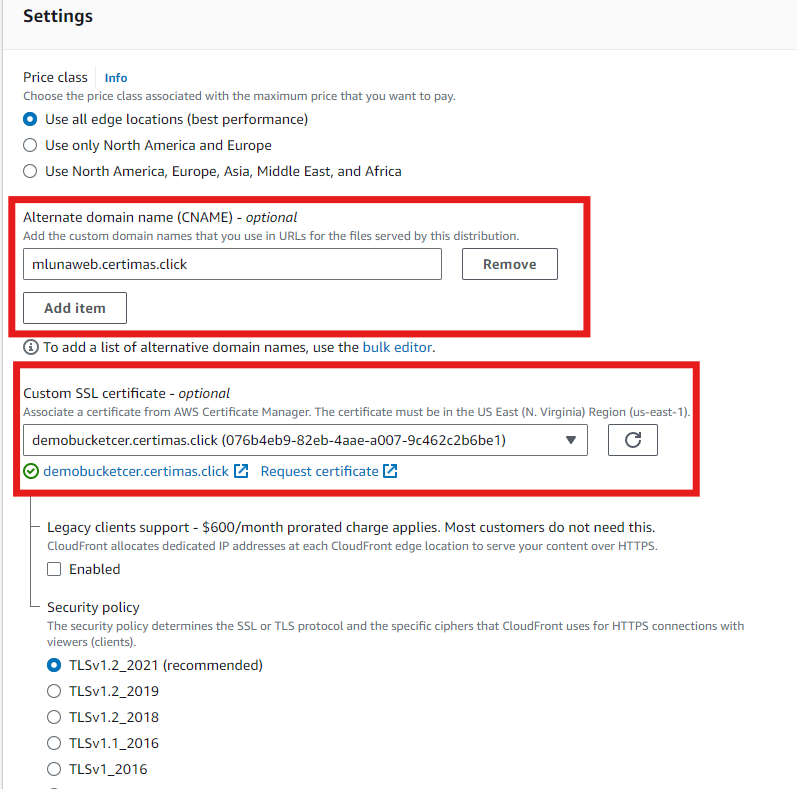 Settings
Price class Info
Choose the price class associated with the maximum price that you want to pay.
Use all edge locations (best performance)
Use only North America and Europe
Use North America, Europe, Asia, Middle East, and Africa
Alternate domain name (CNAME) - optional
Add the custom domain names that you use in URLs for the files served by this distribution.
mlunaweb.certimas.click Remove
Add item
To add a list of alternative domain names, use the bulk editor.
Custom SSL certificate - optional
Associate a certificate from AWS Certificate Manager. The certificate must be in the US East (N. Virginia) Region (us-east-1).
demobucketcer.certimas.click (076b4eb9-82eb-4aae-a007-9c462c2b6be1)
demobucketcer.certimas.click Request certificate
Legacy clients support - $600/month prorated charge applies. Most customers do not need this.
CloudFront allocates dedicated IP addresses at each CloudFront edge location to serve your content over HTTPS.
Enabled
Security policy
The security policy determines the SSL or TLS protocol and the specific ciphers that CloudFront uses for HTTPS connections with
viewers (clients).
TLSv1.2_2021 (recommended)
TLSv1.2_2019
TLSv1.2_2018
TLSv1.1_2016
TLSv1_2016